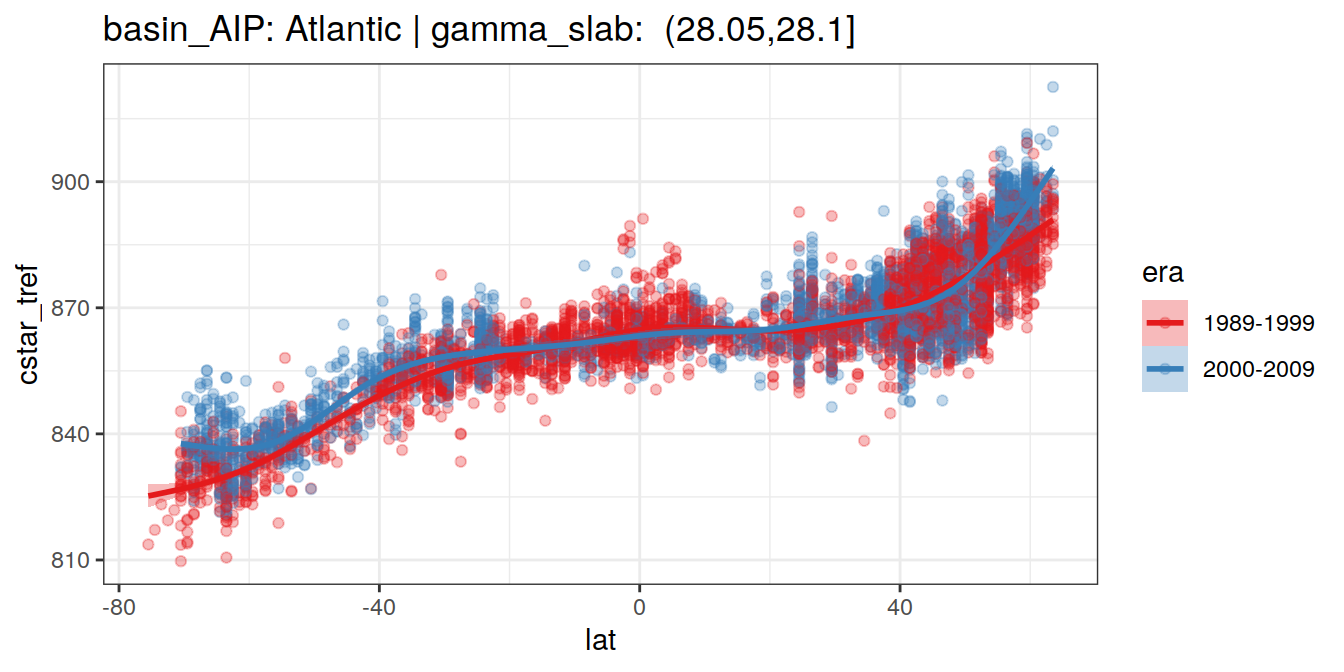 basin_AIP: Atlantic | gamma_slab:  (28.05,28.1]
cstar_tref
900
870
840
810
-80
-40
0
40
lat
era
1989-1999
2000-2009